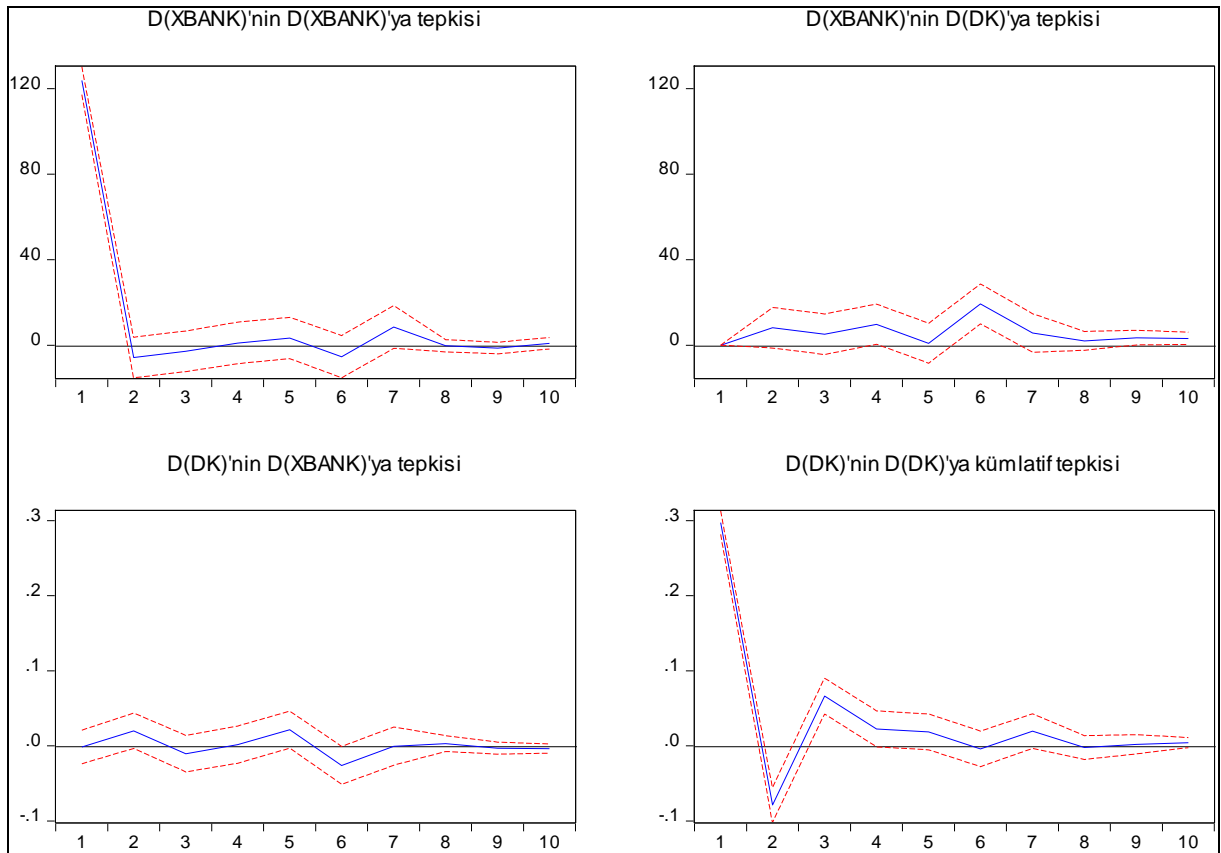 D(XBANK)'nin D(XBANK)'ya tepkisi
120
80
40
0
1 2 3 4 5 6 7 8 9 10
D(XBANK)'nin D(DK)'ya tepkisi
120
80
40
0
1 2 3 4 5 6 7 8 9 10
D(DK)'nin D(XBANK)'ya tepkisi
.3
.2
.1
.0
-.1
1 2 3 4 5 6 7 8 9 10
D(DK)'nin D(DK)'ya kümlatif tepkisi
.3
.2
.1
.0
-.1
1 2 3 4 5 6 7 8 9 10